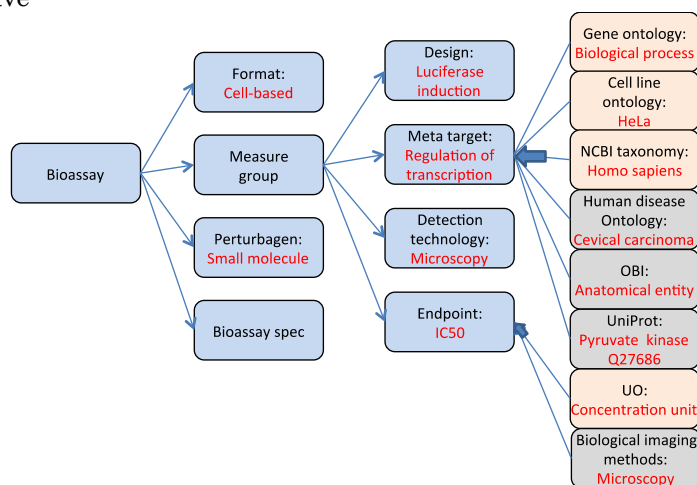 ve
Bioassay
Format:
Cell-based
Measure
group
Perturbagen:
Small molecule
Bioassay spec
Design:
Luciferase
induction
Meta target:
Regulation of
transcription
Detection
technology:
Microscopy
Endpoint:
IC50
Gene ontology:
Biological process
Cell line
ontology:
HeLa
NCBI taxonomy:
Homo sapiens
Human disease
Ontology:
Cevical carcinoma
OBI:
Anatomical entity
UniProt:
Pyruvate kinase
Q27686
UO:
Concentration unit
Biological imaging
methods:
Microscopy